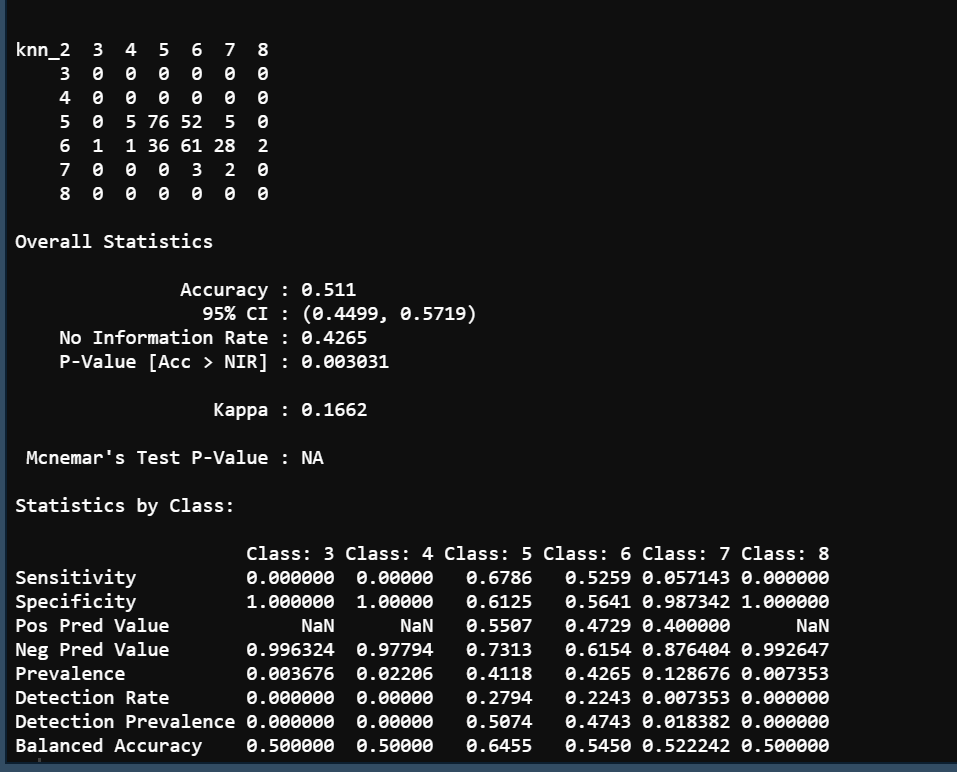 knn_2  3  4  5  6  7  8
    3  0  0  0  0  0  0
    4  0  0  0  0  0  0
    5  0  5 76 52  5  0
    6  1  1 36 61 28  2
    7  0  0  0  3  2  0
    8  0  0  0  0  0  0
Overall Statistics
               Accuracy : 0.511
                 95% CI : (0.4499, 0.5719)
    No Information Rate : 0.4265
    P-Value [Acc > NIR] : 0.003031
                  Kappa : 0.1662
 Mcnemar's Test P-Value : NA
Statistics by Class:
                     Class: 3 Class: 4 Class: 5 Class: 6 Class: 7 Class: 8
Sensitivity          0.000000  0.00000   0.6786   0.5259 0.057143 0.000000
Specificity          1.000000  1.00000   0.6125   0.5641 0.987342 1.000000
Pos Pred Value            NaN      NaN   0.5507   0.4729 0.400000      NaN
Neg Pred Value       0.996324  0.97794   0.7313   0.6154 0.876404 0.992647
Prevalence           0.003676  0.02206   0.4118   0.4265 0.128676 0.007353
Detection Rate       0.000000  0.00000   0.2794   0.2243 0.007353 0.000000
Detection Prevalence 0.000000  0.00000   0.5074   0.4743 0.018382 0.000000
Balanced Accuracy    0.500000  0.50000   0.6455   0.5450 0.522242 0.500000